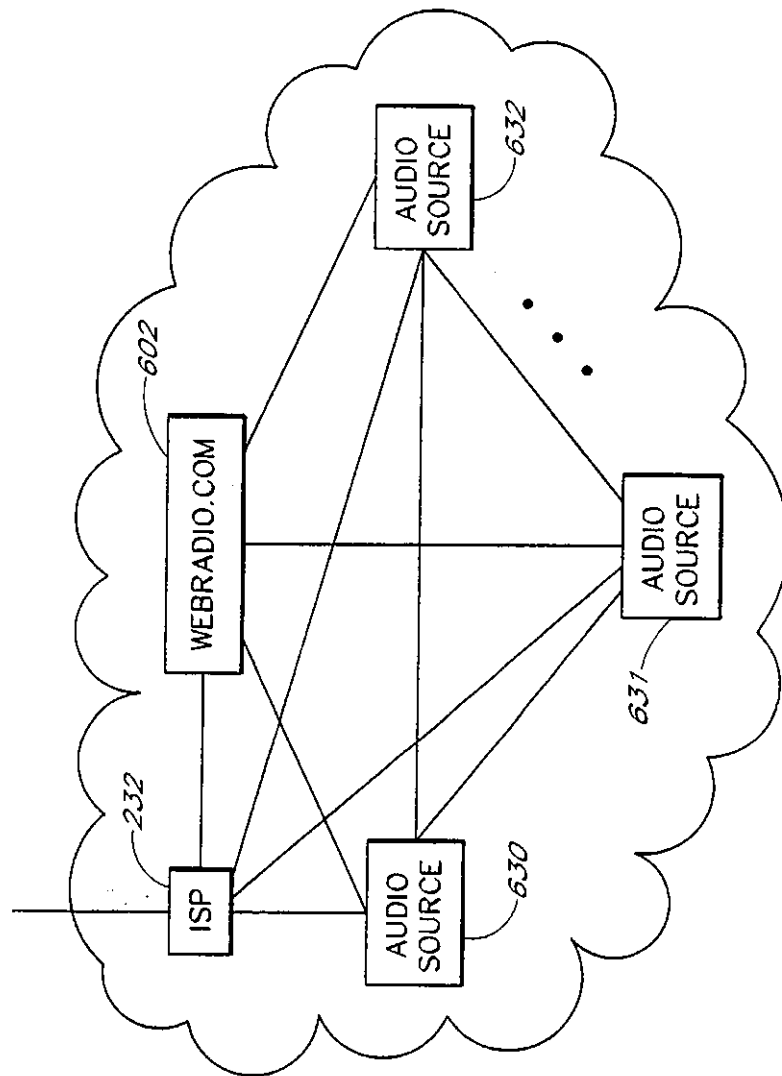 ISP
232
WEBRADIO.COM
602
AUDIO
SOURCE
630
AUDIO
SOURCE
631
AUDIO
SOURCE
632